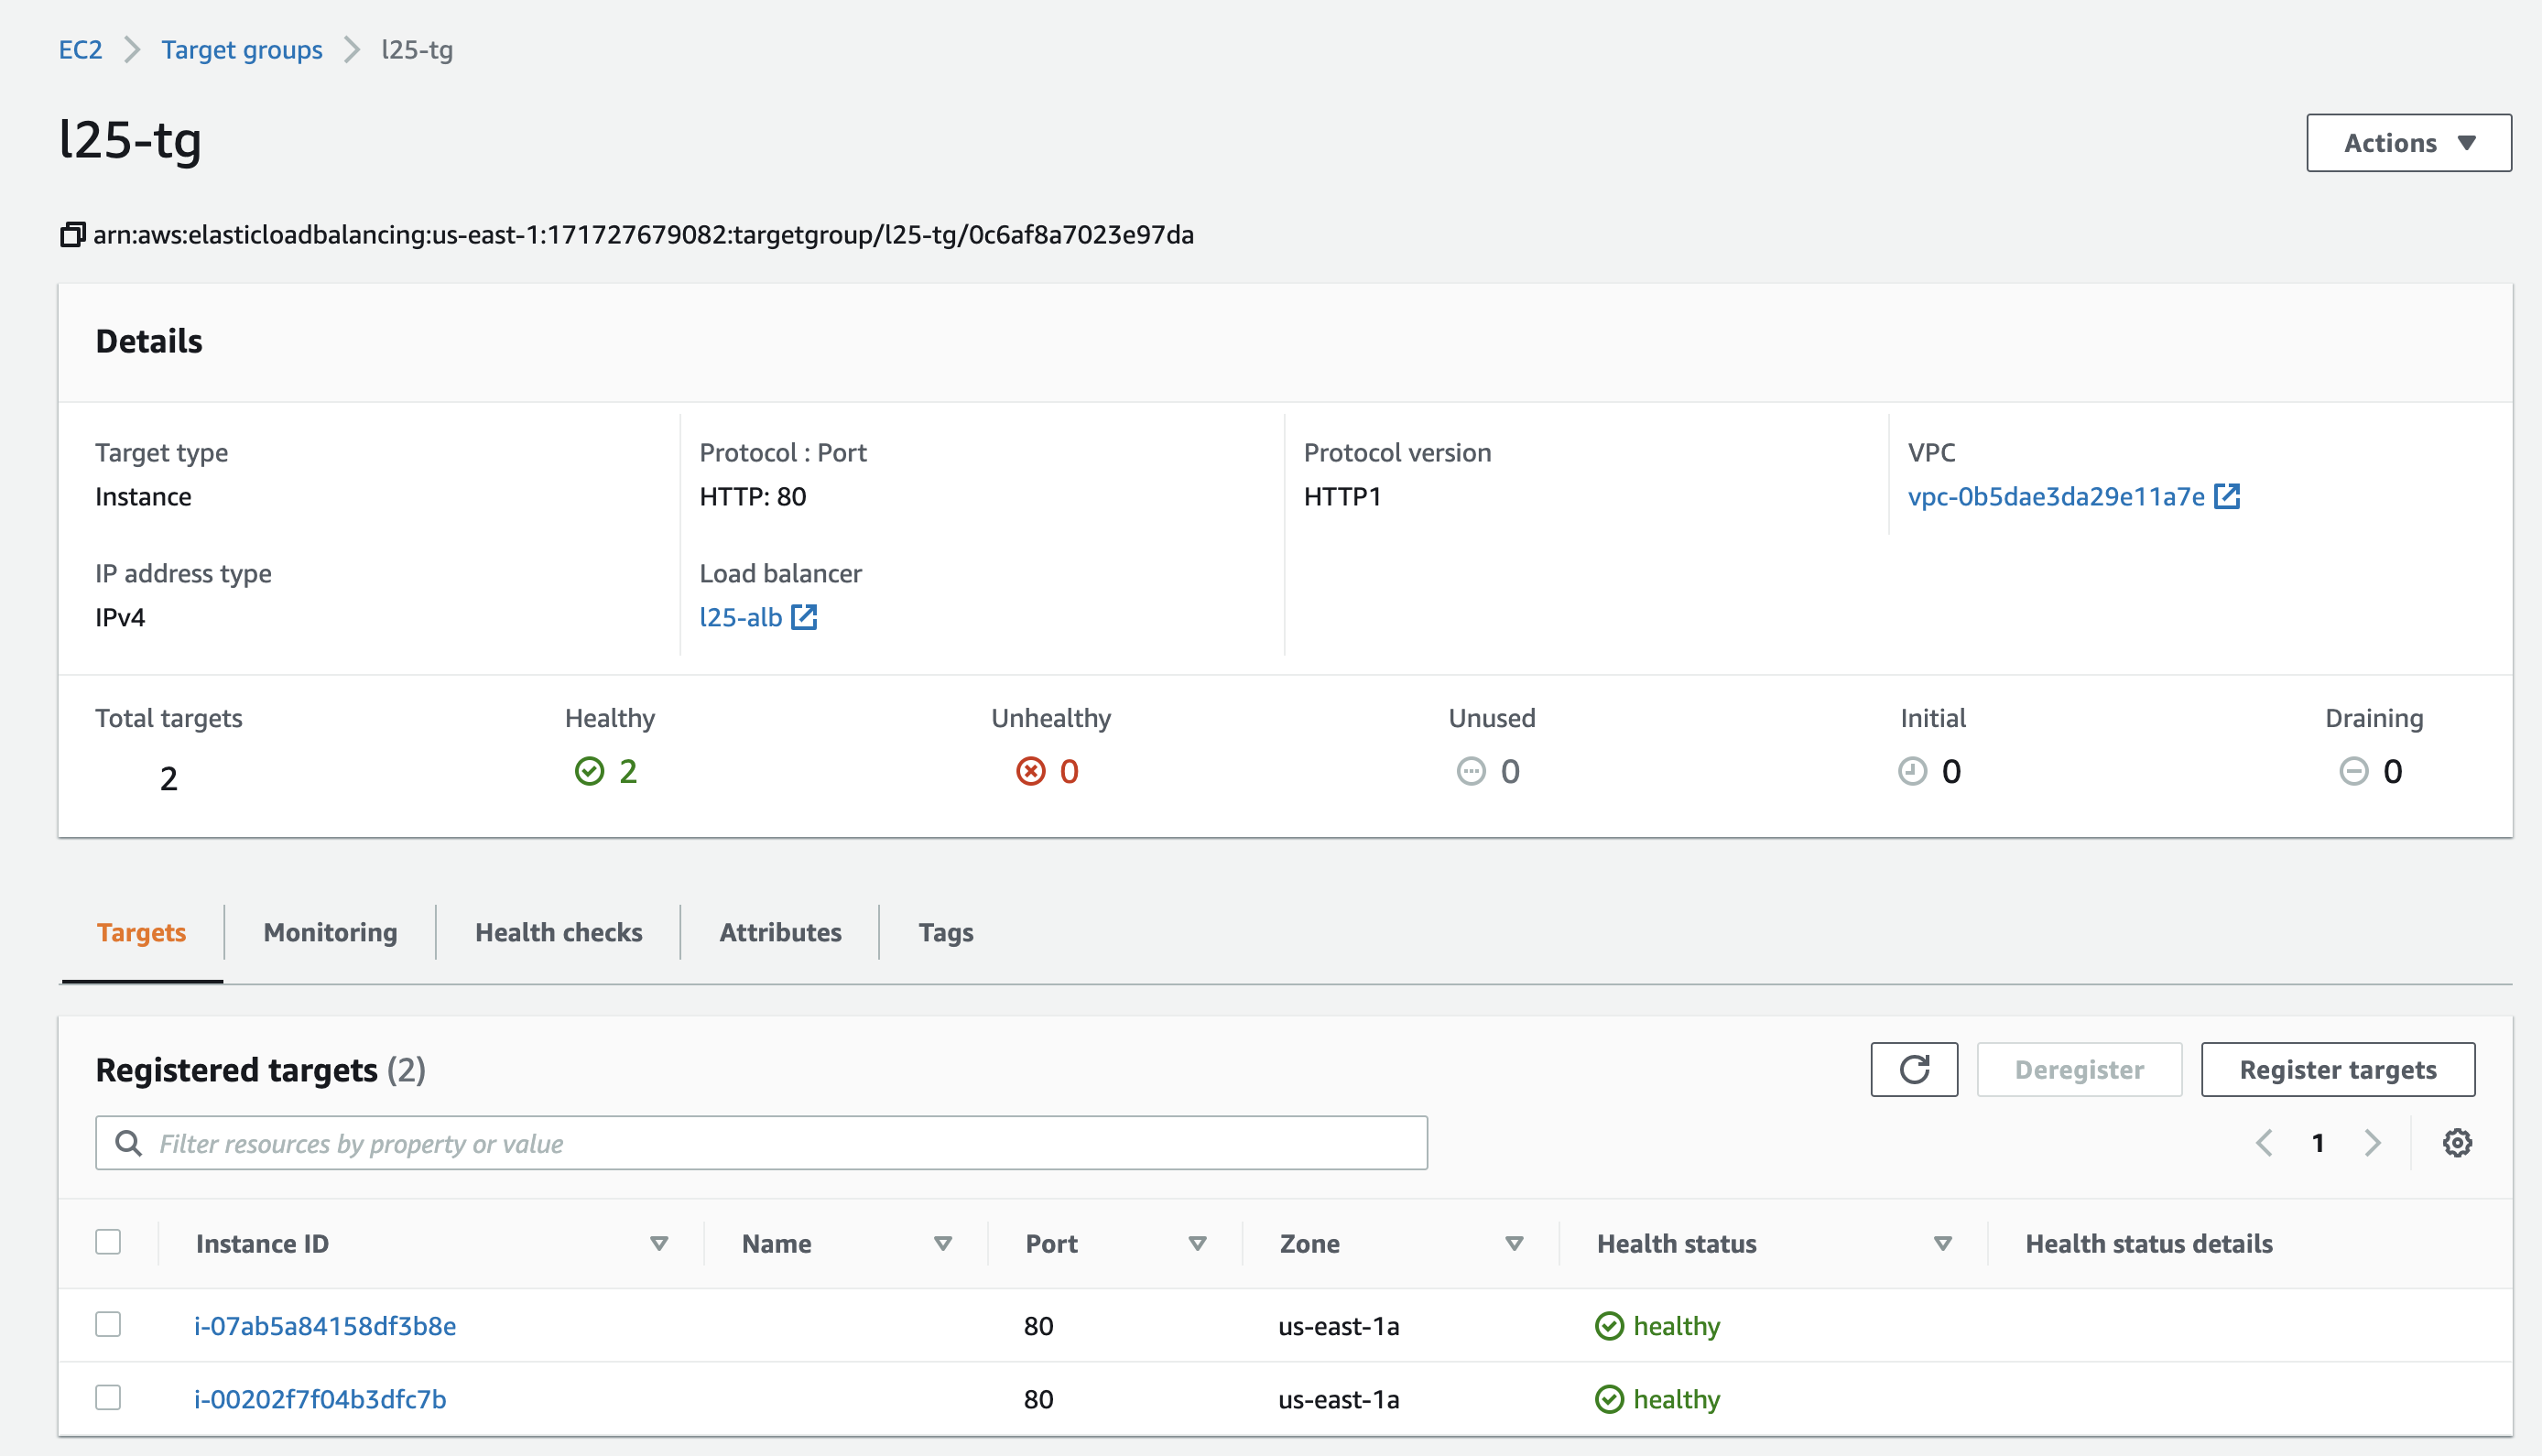 EC2 Target groups l25-tg
l25-tg
Actions
arn:aws:elasticloadbalancing:us-east-1:171727679082:targetgroup/l25-tg/0c6af8a7023e97da
Details
Target type Protocol : Port Protocol version VPC
Instance HTTP: 80 HTTP1 vpc-0b5dae3da29e11a7e
IP address type Load balancer
IPv4 l25-alb
Total targets Healthy Unhealthy Unused Initial Draining
2 2 0 0 0 0
Targets Monitoring Health checks Attributes Tags
Registered targets (2) Deregister Register targets
Filter resources by property or value 1
Instance ID Name Port Zone Health status Health status details
i-07ab5a84158df3b8e 80 us-east-1a healthy
i-00202f7f04b3dfc7b 80 us-east-1a healthy